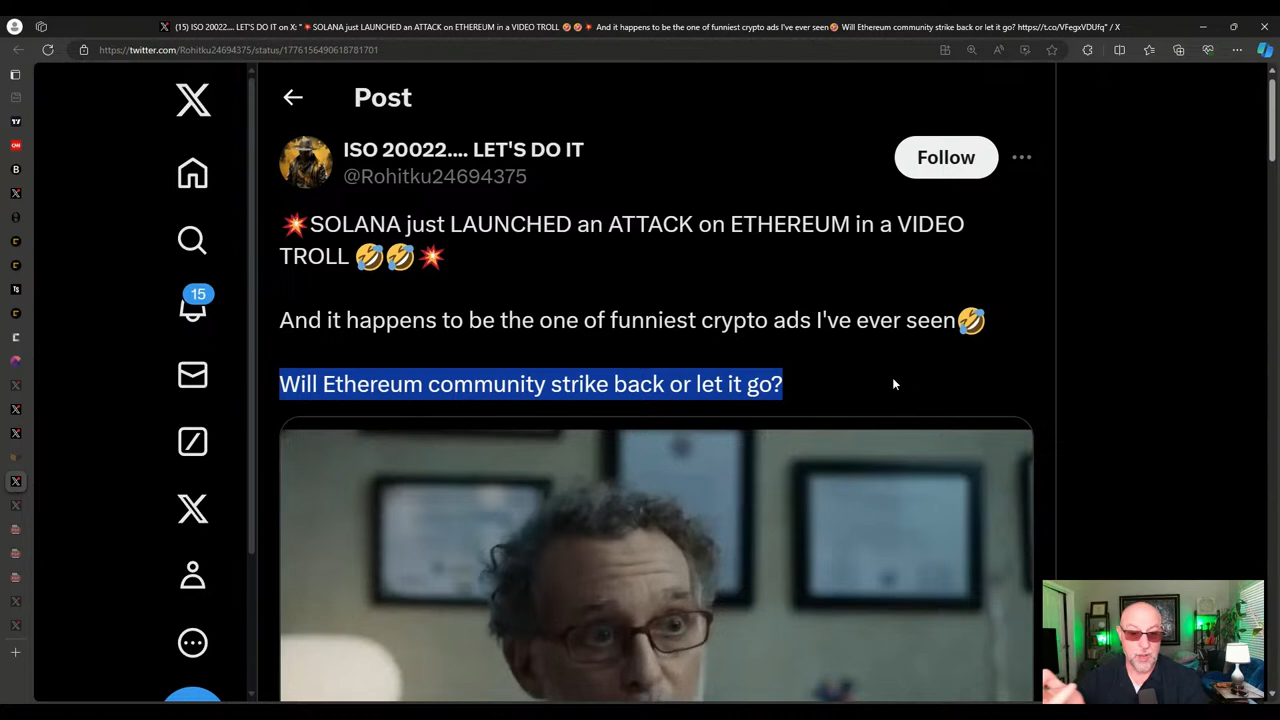 (15) ISO 20022.... LET'S DO IT on X: "💥SOLANA just LAUNCHED an ATTACK on ETHEREUM in a VIDEO TROLL 🤣🤣💥 And it happens to be the one of funniest crypto ads I've ever seen🤣 Will Ethereum community strike back or let it go? https://t.co/VFegxVDUfq" / X
https://twitter.com/Rohitku24694375/status/1776156490618781701
Post
ISO 20022.... LET'S DO IT
@Rohitku24694375
Follow
💥SOLANA just LAUNCHED an ATTACK on ETHEREUM in a VIDEO
TROLL 🤣🤣💥
And it happens to be the one of funniest crypto ads I've ever seen🤣
Will Ethereum community strike back or let it go?
15